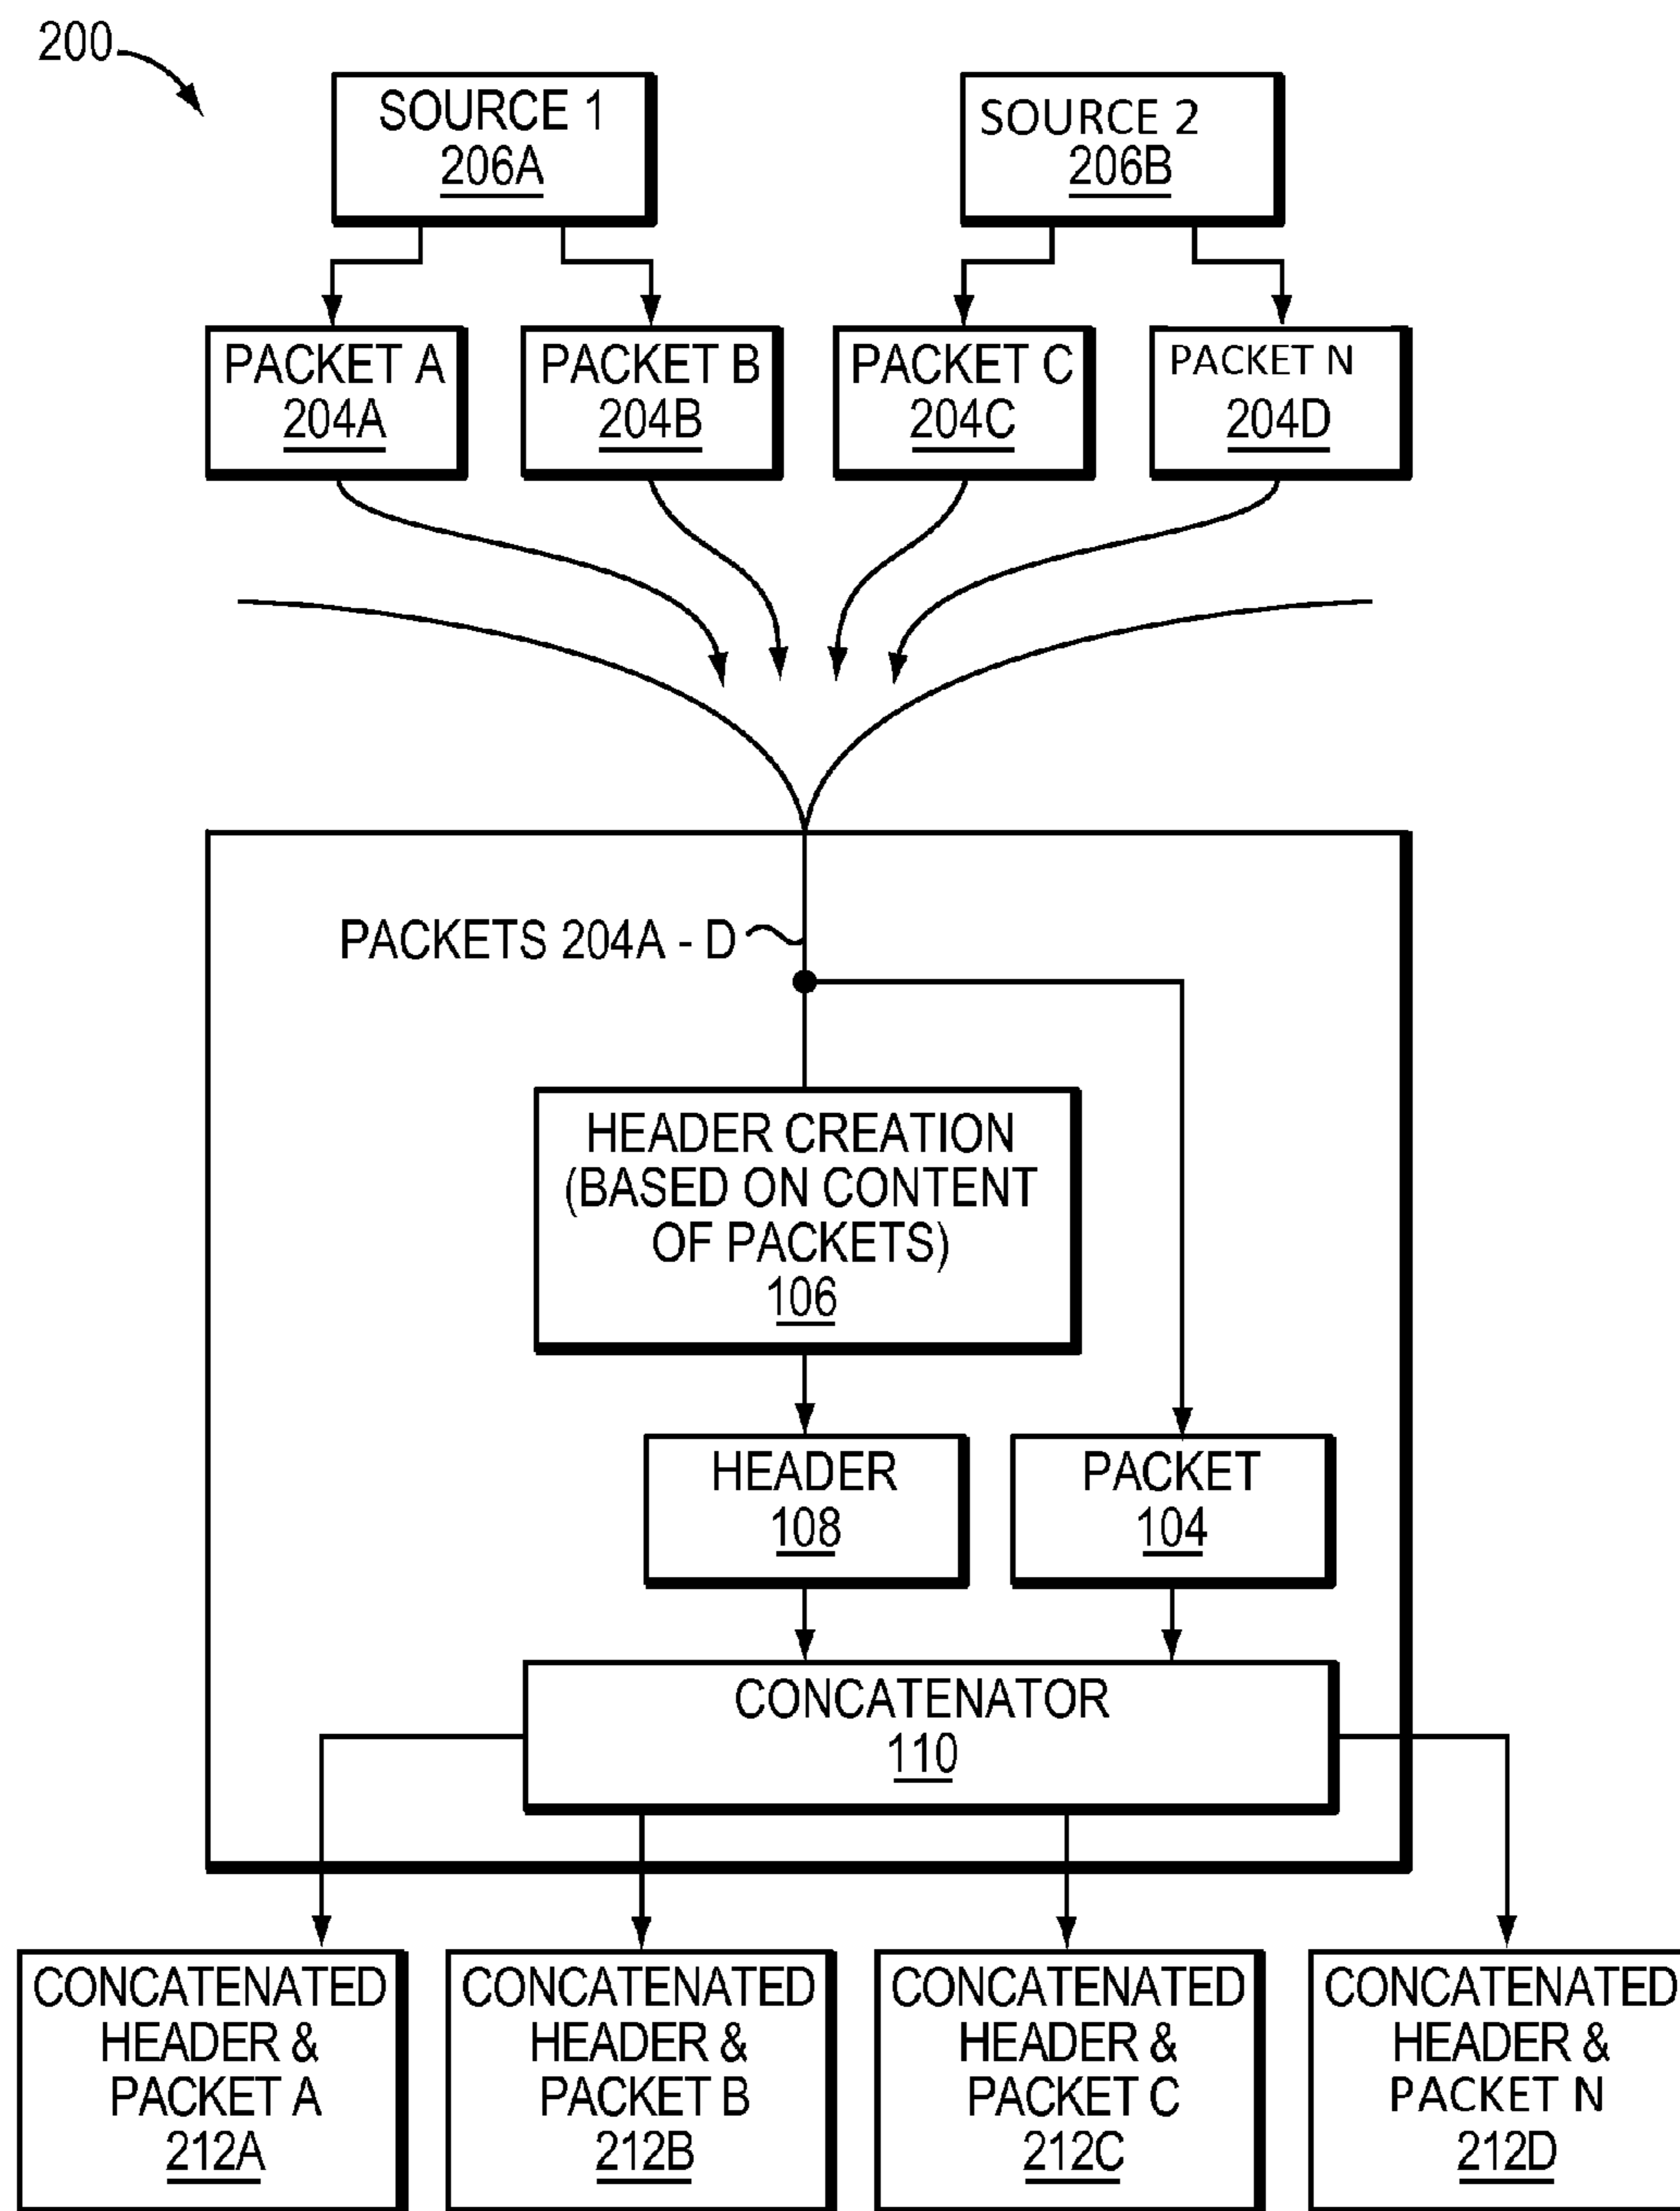 200
SOURCE 1
206A
SOURCE 2
206B
PACKET A
204A
PACKET B
204B
PACKET C
204C
PACKET N
204D
PACKETS 204A - D
HEADER CREATION
(BASED ON CONTENT
OF PACKETS)
106
HEADER
108
PACKET
104
CONCATENATOR
110
CONCATENATED
HEADER &
PACKET A
212A
CONCATENATED
HEADER &
PACKET B
212B
CONCATENATED
HEADER &
PACKET C
212C
CONCATENATED
HEADER &
PACKET N
212D